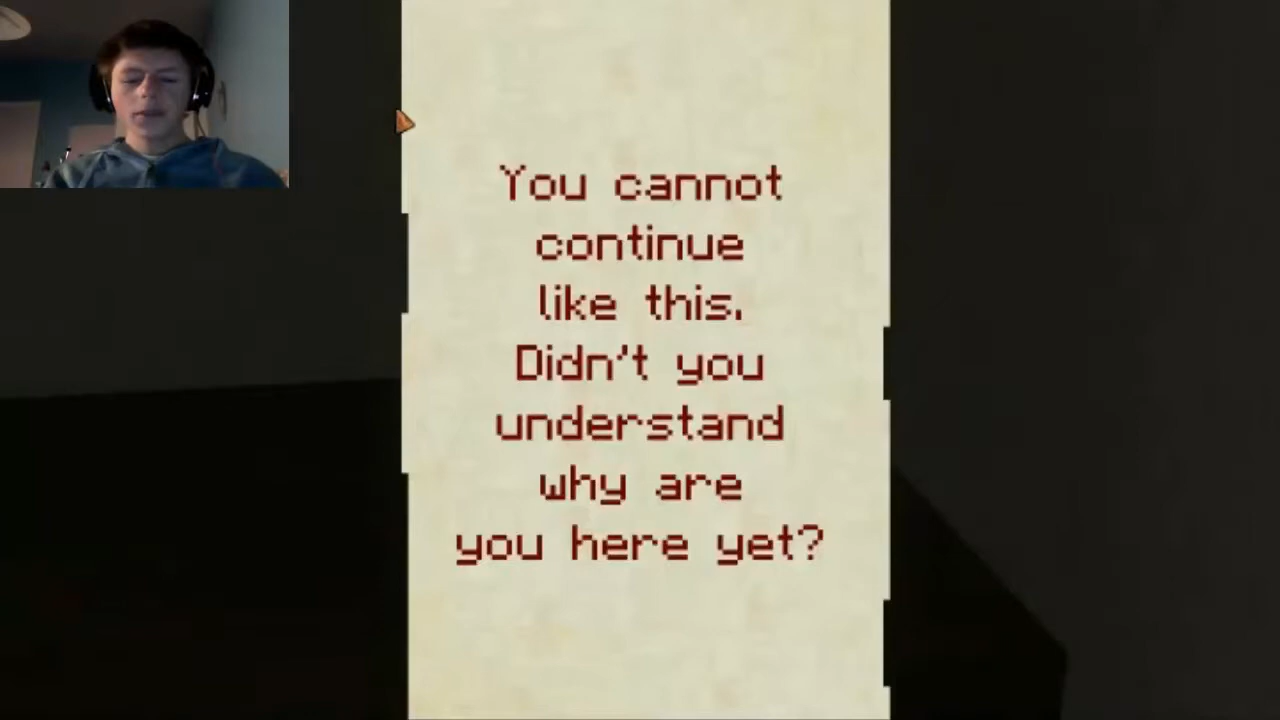 You cannot
continue
like this.
Didn't you
understand
why are
you here yet?